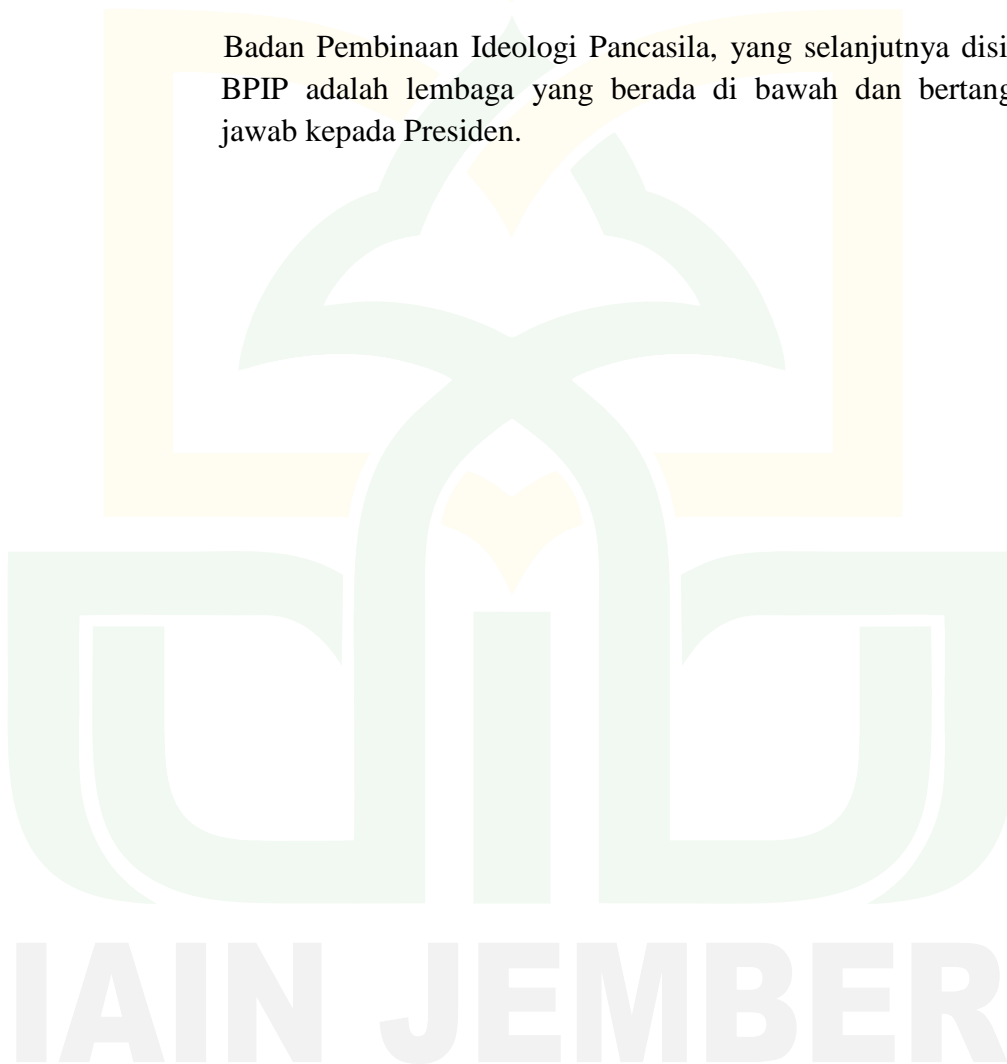 Badan Pembinaan Ideologi Pancasila, yang selanjutnya disi
BPIP adalah lembaga yang berada di bawah dan bertang
jawab kepada Presiden.
IAIN JEMBER